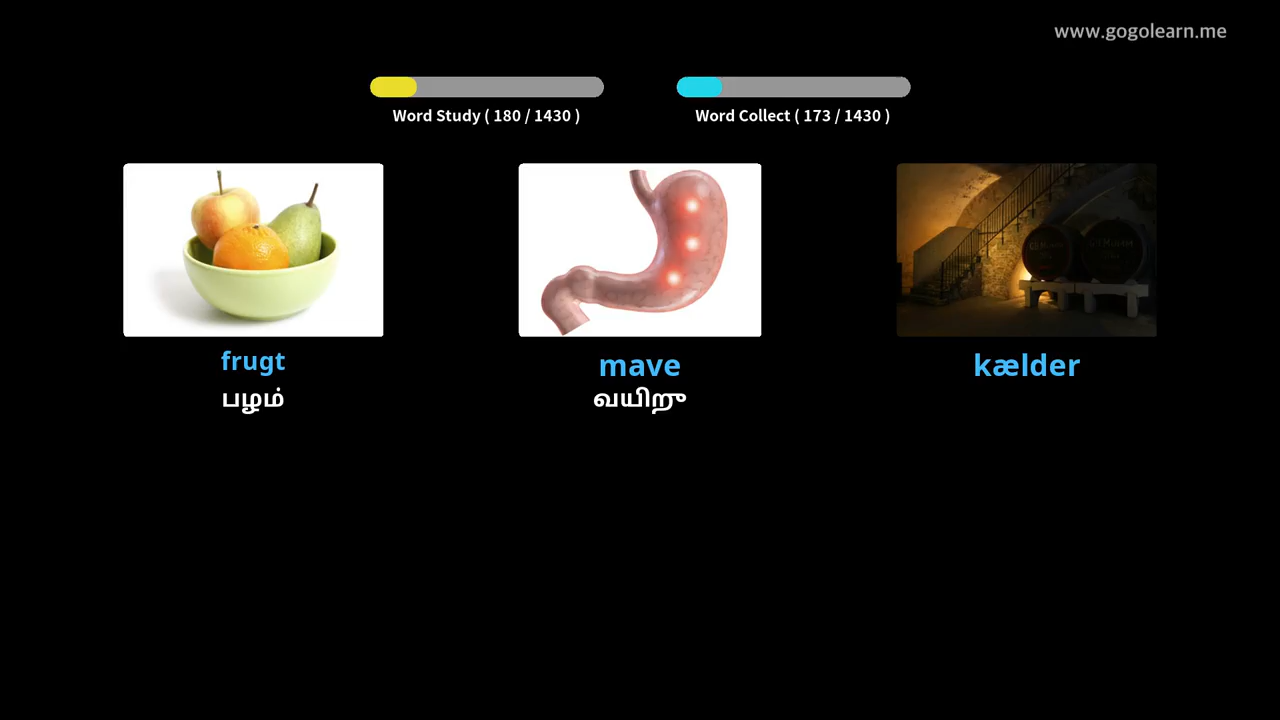 www.gogolearn.me
Word Study ( 180 / 1430 )
Word Collect ( 173 / 1430 )
frugt
mave
kælder
பழம்
வயிறு